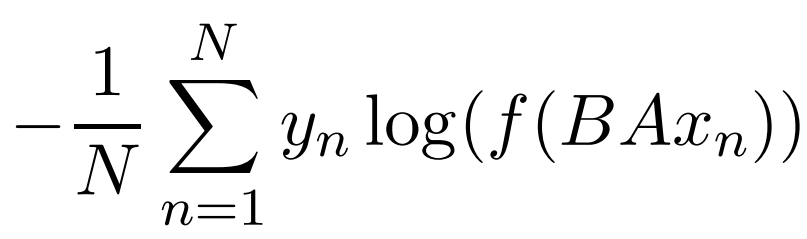 $$-\frac{1}{N} \sum_{n=1}^{N} y_n \log(f(BAx_n))$$